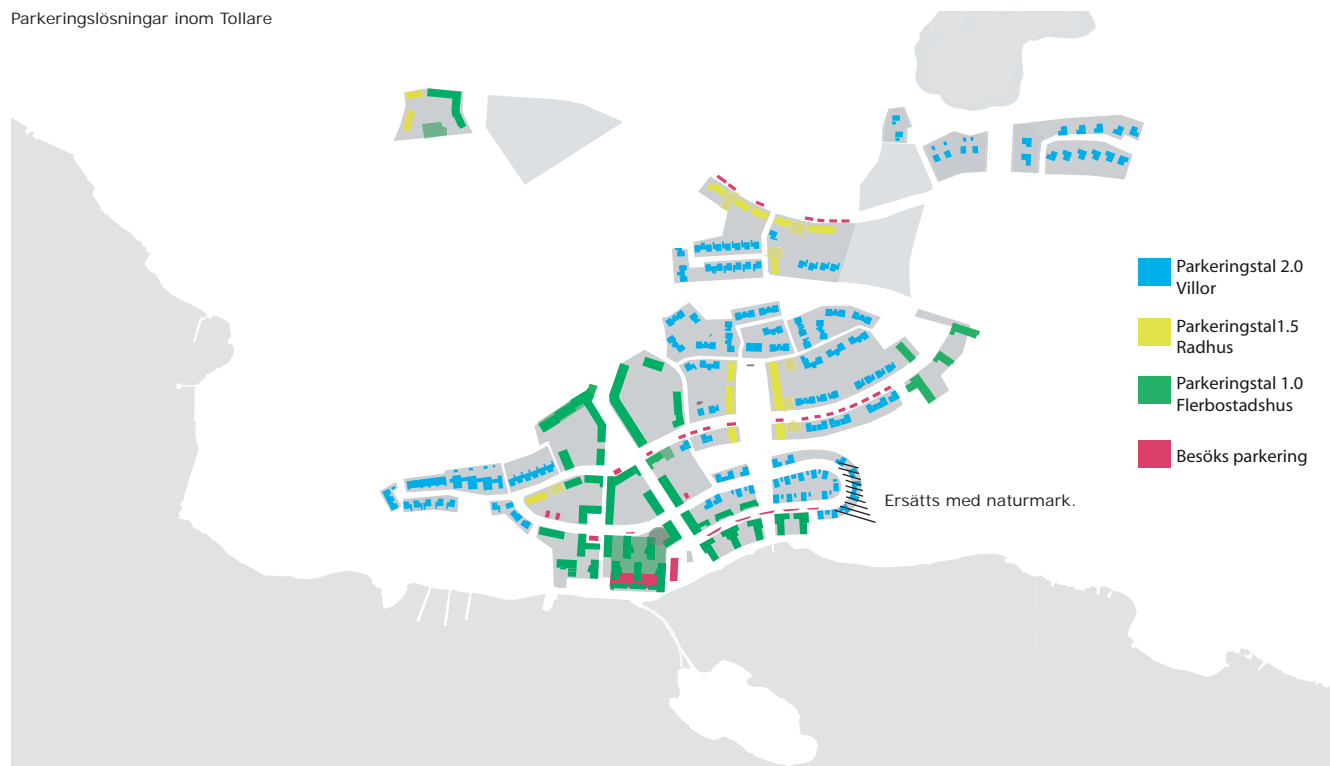 Parkeringslösningar inom Tollare
Parkeringstal 2.0
Villor
Parkeringstal1.5
Radhus
Parkeringstal 1.0
Flerbostadshus
Besöks parkering
Ersätts med naturmark.